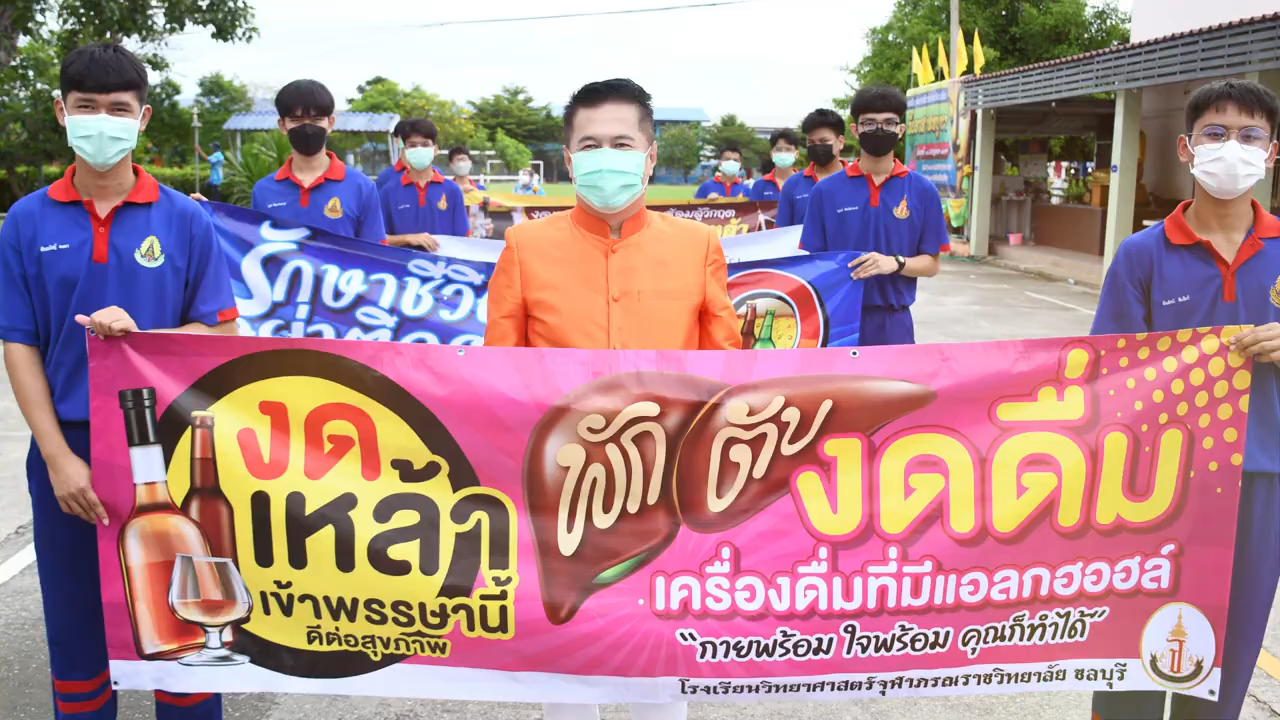 รักษาชีวิต
งด
เหล้า
เข้าพรรษานี้
ดีต่อสุขภาพ
พักตับ
งดดื่ม
เครื่องดื่มที่มีแอลกฮอฮล์
“กายพร้อม ใจพร้อม คุณก็ทำได้”
โรงเรียนวิทยาศาสตร์จุฬาภรณราชวิทยาลัย ชลบุรี